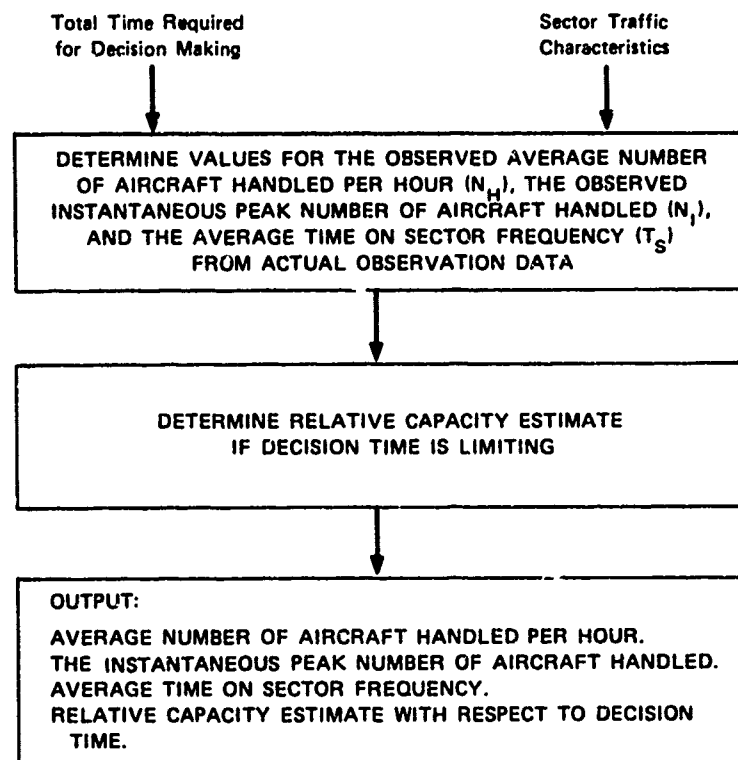 Total Time Required
for Decision Making
Sector Traffic
Characteristics
DETERMINE VALUES FOR THE OBSERVED AVERAGE NUMBER
OF AIRCRAFT HANDLED PER HOUR (N_H), THE OBSERVED
INSTANTANEOUS PEAK NUMBER OF AIRCRAFT HANDLED (N_I),
AND THE AVERAGE TIME ON SECTOR FREQUENCY (T_S)
FROM ACTUAL OBSERVATION DATA
DETERMINE RELATIVE CAPACITY ESTIMATE
IF DECISION TIME IS LIMITING
OUTPUT:
AVERAGE NUMBER OF AIRCRAFT HANDLED PER HOUR.
THE INSTANTANEOUS PEAK NUMBER OF AIRCRAFT HANDLED.
AVERAGE TIME ON SECTOR FREQUENCY.
RELATIVE CAPACITY ESTIMATE WITH RESPECT TO DECISION
TIME.